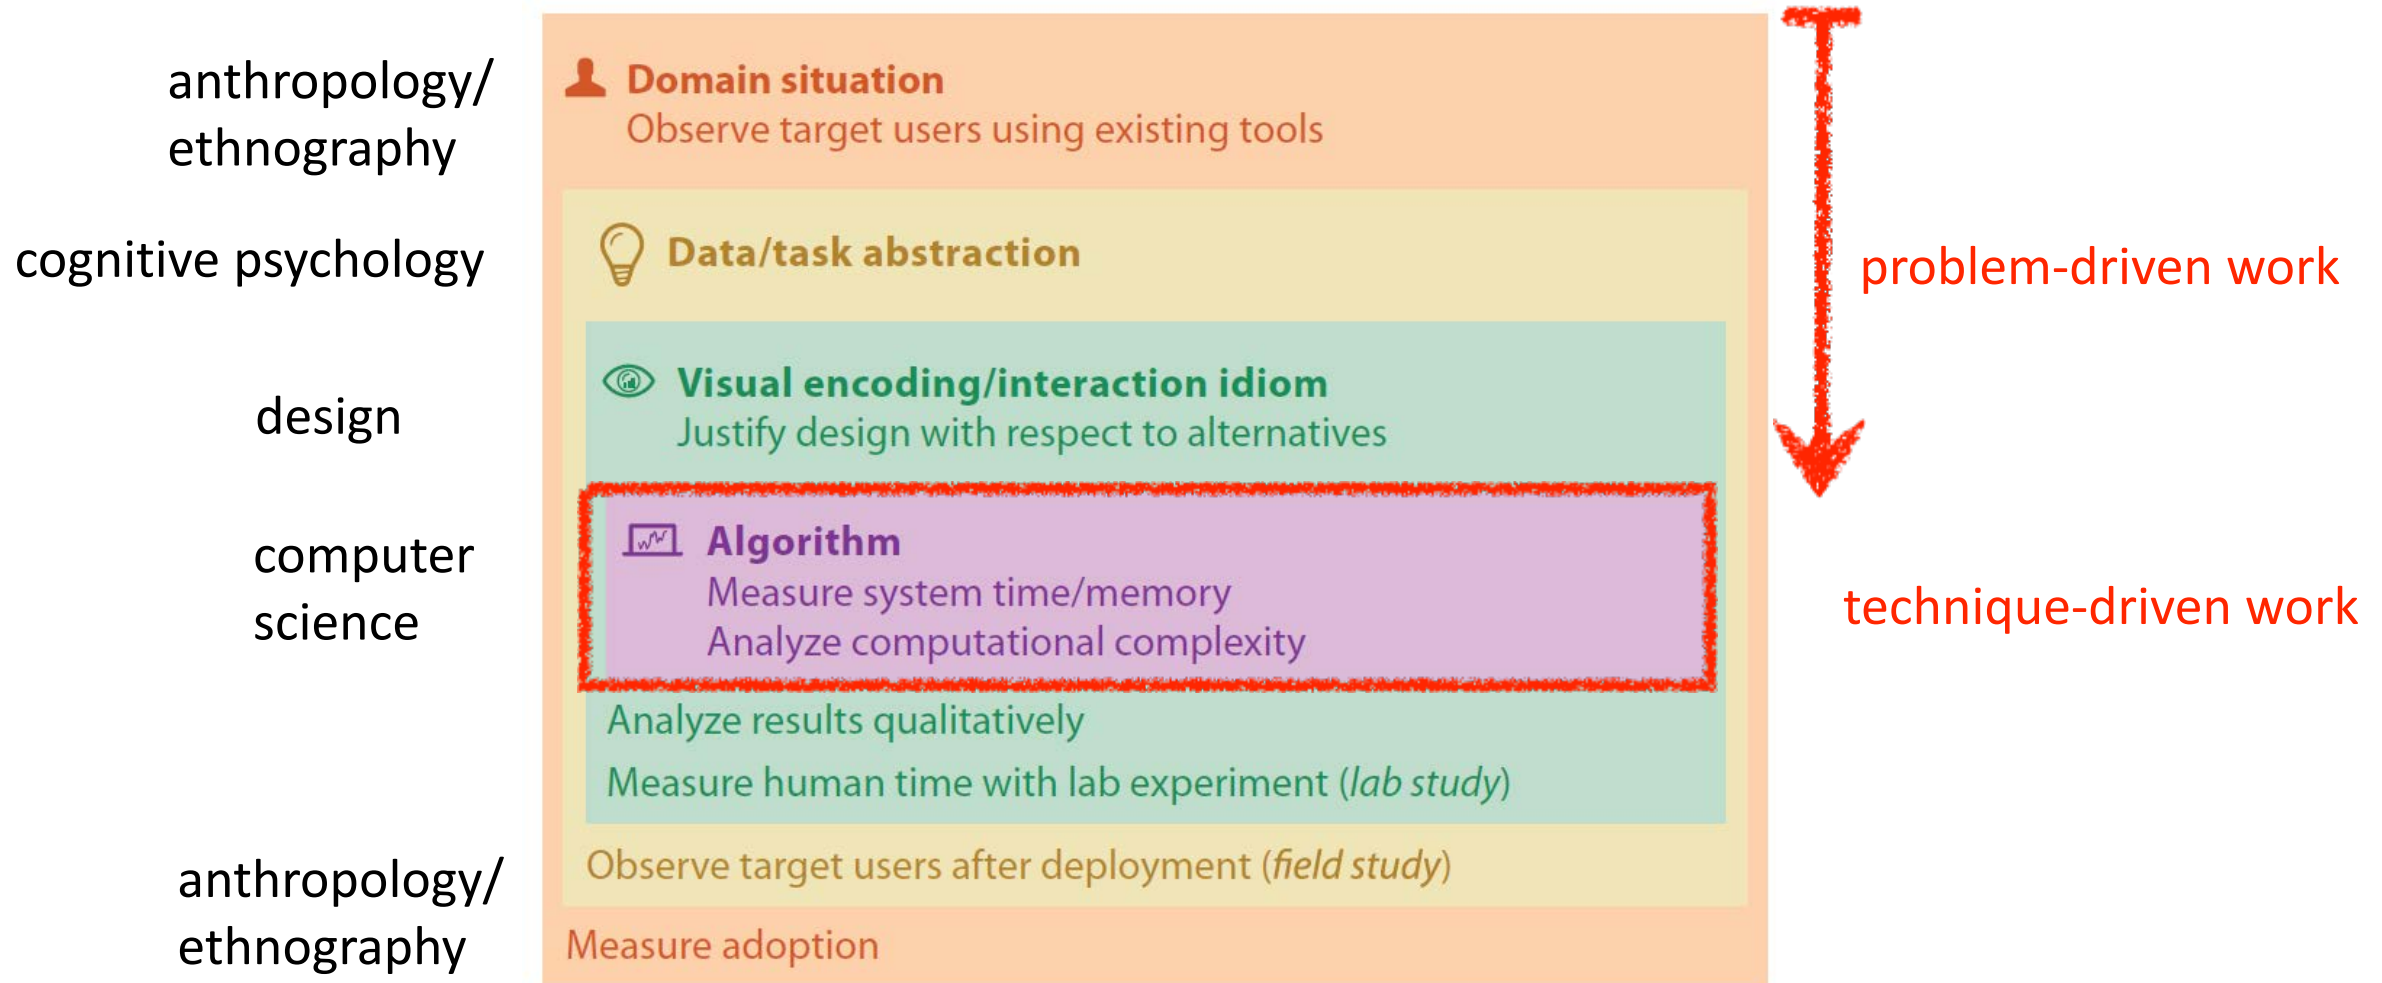 anthropology/
ethnography
Domain situation
Observe target users using existing tools
cognitive psychology
Data/task abstraction
problem-driven work
design
Visual encoding/interaction idiom
Justify design with respect to alternatives
computer
science
Algorithm
Measure system time/memory
Analyze computational complexity
technique-driven work
Analyze results qualitatively
Measure human time with lab experiment (lab study)
anthropology/
ethnography
Observe target users after deployment (field study)
Measure adoption